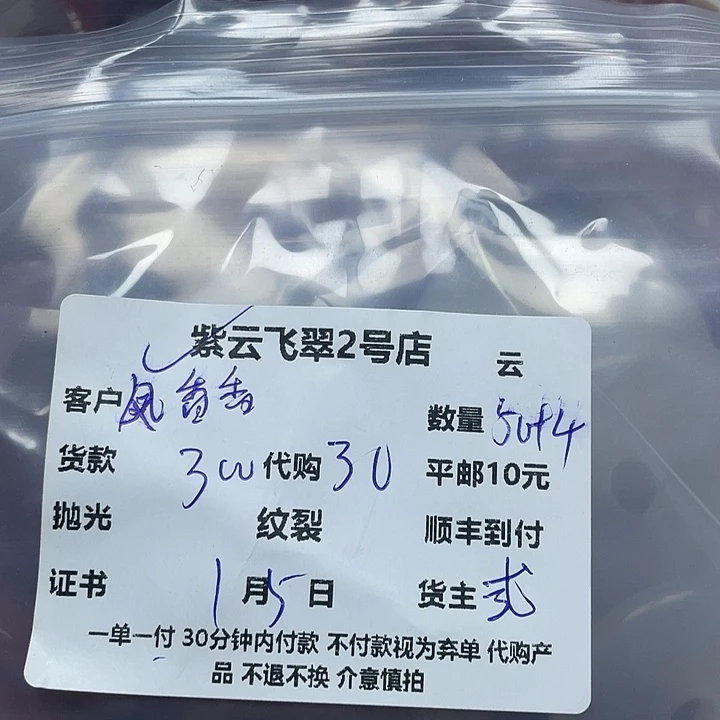 紫云飞翠2号店 云
客户 凤香香 数量
货款 300 代购 30 平邮10元
抛光 纹裂 顺丰到付
证书 1月5日 货主
一单一付 30分钟内付款 不付款视为弃单 代购产
品 不退不换 介意慎拍